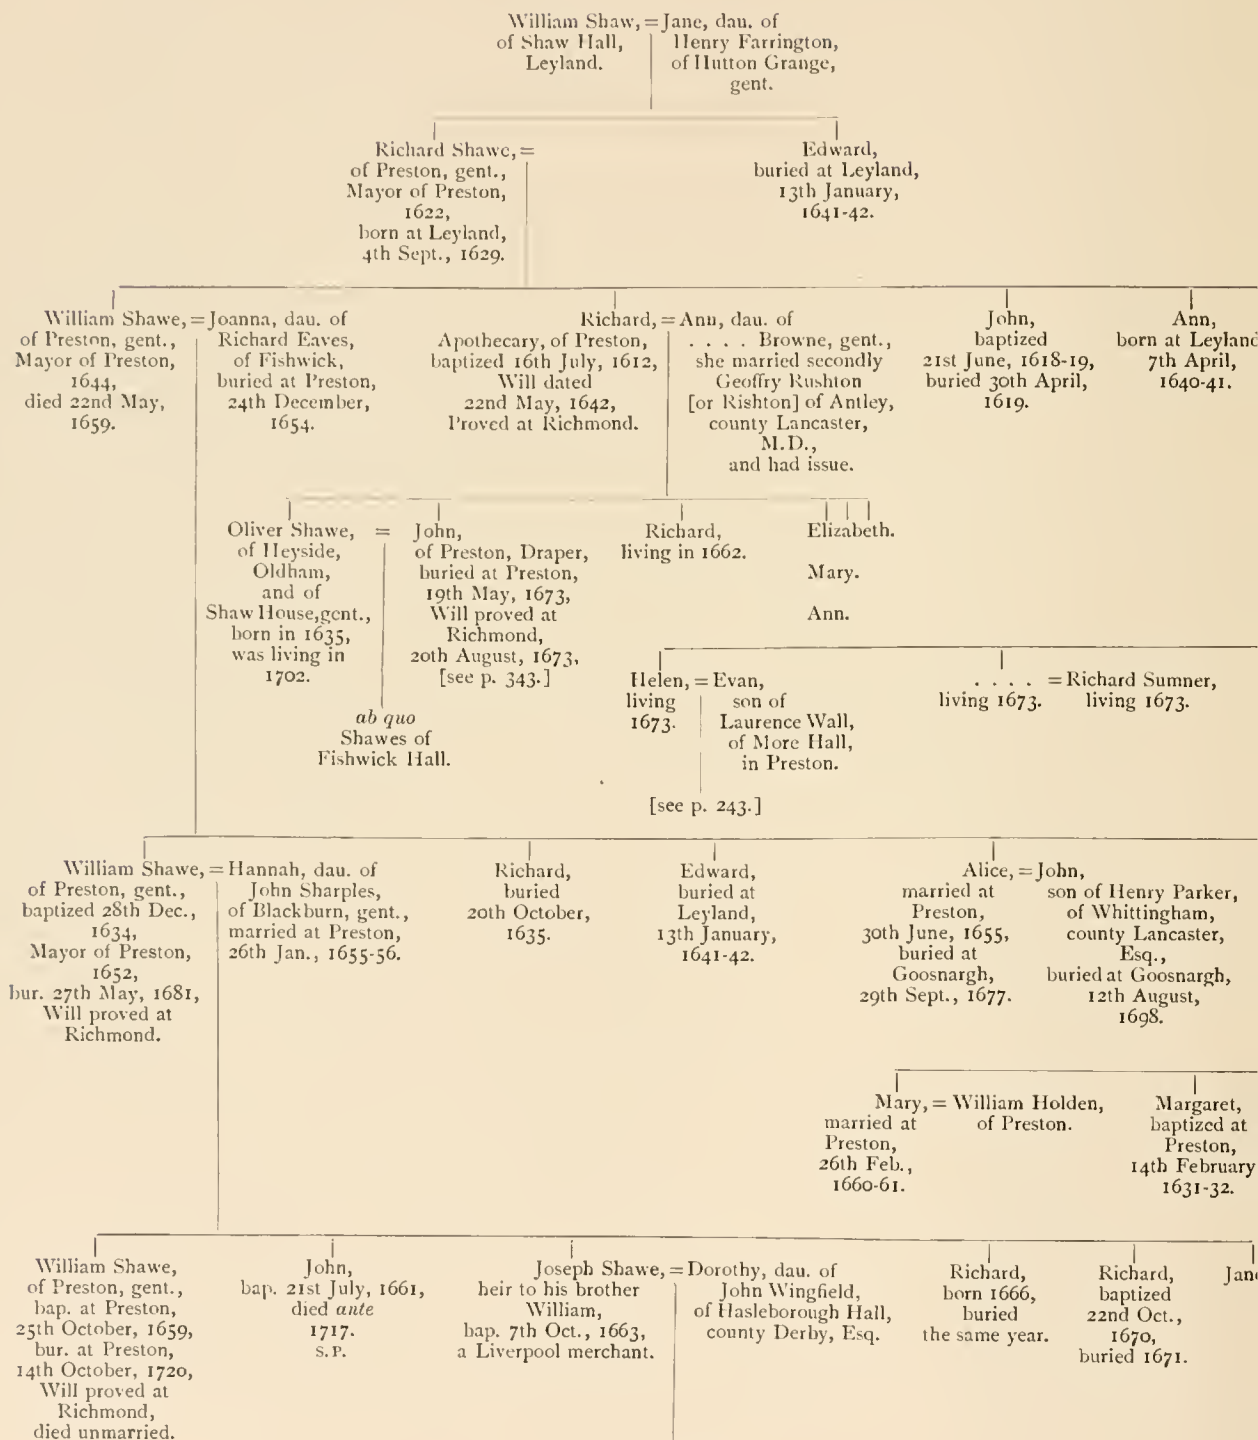 William Shaw, = Jane, dau. of
of Shaw Hall, Henry Farrington,
Leyland. of Hutton Grange,
gent.
Richard Shawe, =
of Preston, gent.,
Mayor of Preston,
1622,
born at Leyland,
4th Sept., 1629.
Edward,
buried at Leyland,
13th January,
1641-42.
William Shawe, = Joanna, dau. of
of Preston, gent., Richard Eaves,
Mayor of Preston, of Fishwick,
1644, buried at Preston,
died 22nd May, 24th December,
1659. 1654.
Richard, = Ann, dau. of
Apothecary, of Preston, . . . . Browne, gent.,
baptized 16th July, 1612, she married secondly
Will dated Geoffry Rushton
22nd May, 1642, [or Rishton] of Antley,
Proved at Richmond. county Lancaster,
M.D.,
and had issue.
John,
baptized
21st June, 1618-19,
buried 30th April,
1619.
Ann,
born at Leyland
7th April,
1640-41.
Oliver Shawe, =
of Heyside,
Oldham,
and of
Shaw House, gent.,
born in 1635,
was living in
1702.
ab quo
Shawes of
Fishwick Hall.
John,
of Preston, Draper,
buried at Preston,
19th May, 1673,
Will proved at
Richmond,
20th August, 1673,
[see p. 343.]
Richard,
living in 1662.
Elizabeth.
Mary.
Ann.
Helen, = Evan,
living son of
1673. Laurence Wall,
of More Hall,
in Preston.
[see p. 243.]
. . . . = Richard Sumner,
living 1673. living 1673.
William Shawe, = Hannah, dau. of
of Preston, gent., John Sharples,
baptized 28th Dec., of Blackburn, gent.,
1634, married at Preston,
Mayor of Preston, 26th Jan., 1655-56.
1652,
bur. 27th May, 1681,
Will proved at
Richmond.
Richard,
buried
20th October,
1635.
Edward,
buried at
Leyland,
13th January,
1641-42.
Alice, = John,
married at son of Henry Parker,
Preston, of Whittingham,
30th June, 1655, county Lancaster,
buried at Esq.,
Goosnargh, buried at Goosnargh,
29th Sept., 1677. 12th August,
1698.
Mary, = William Holden,
married at of Preston.
Preston,
26th Feb.,
1660-61.
Margaret,
baptized at
Preston,
14th February
1631-32.
William Shawe,
of Preston, gent.,
bap. at Preston,
25th October, 1659,
bur. at Preston,
14th October, 1720,
Will proved at
Richmond,
died unmarried.
John,
bap. 21st July, 1661,
died ante
1717.
S.P.
Joseph Shawe, = Dorothy, dau. of
heir to his brother John Wingfield,
William, of Hasleborough Hall,
bap. 7th Oct., 1663, county Derby, Esq.
a Liverpool merchant.
Richard,
born 1666,
buried
the same year.
Richard,
baptized
22nd Oct.,
1670,
buried 1671.